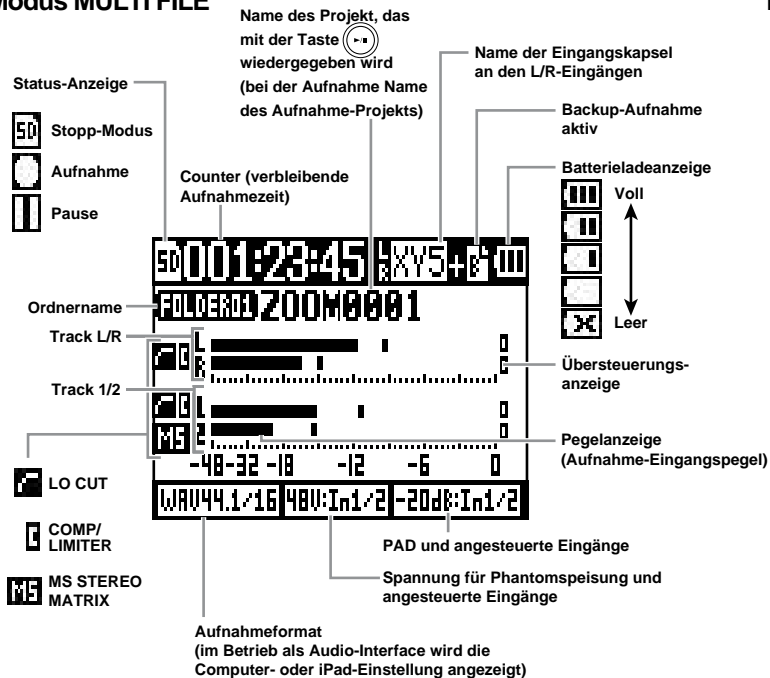 Modus MULTI FILE
Name des Projekt, das
mit der Taste
wiedergegeben wird
(bei der Aufnahme Name
des Aufnahme-Projekts)
Name der Eingangskapsel
an den L/R-Eingängen
Status-Anzeige
SD Stopp-Modus
Aufnahme
Pause
Counter (verbleibende
Aufnahmezeit)
Backup-Aufnahme
aktiv
Batterieladeanzeige
Voll
Leer
SD 001:23:45 L R XY5+B
FOLDER01 ZOOM0001
Ordnername
Track L/R
L
R
Track 1/2
1
2
MS
-48-32 -18 -12 -6 0
WAV44.1/16 48V:In1/2 -20dB:In1/2
Übersteuerungs-
anzeige
Pegelanzeige
(Aufnahme-Eingangspegel)
LO CUT
C COMP/
LIMITER
MS MS STEREO
MATRIX
PAD und angesteuerte Eingänge
Spannung für Phantomspeisung und
angesteuerte Eingänge
Aufnahmeformat
(im Betrieb als Audio-Interface wird die
Computer- oder iPad-Einstellung angezeigt)